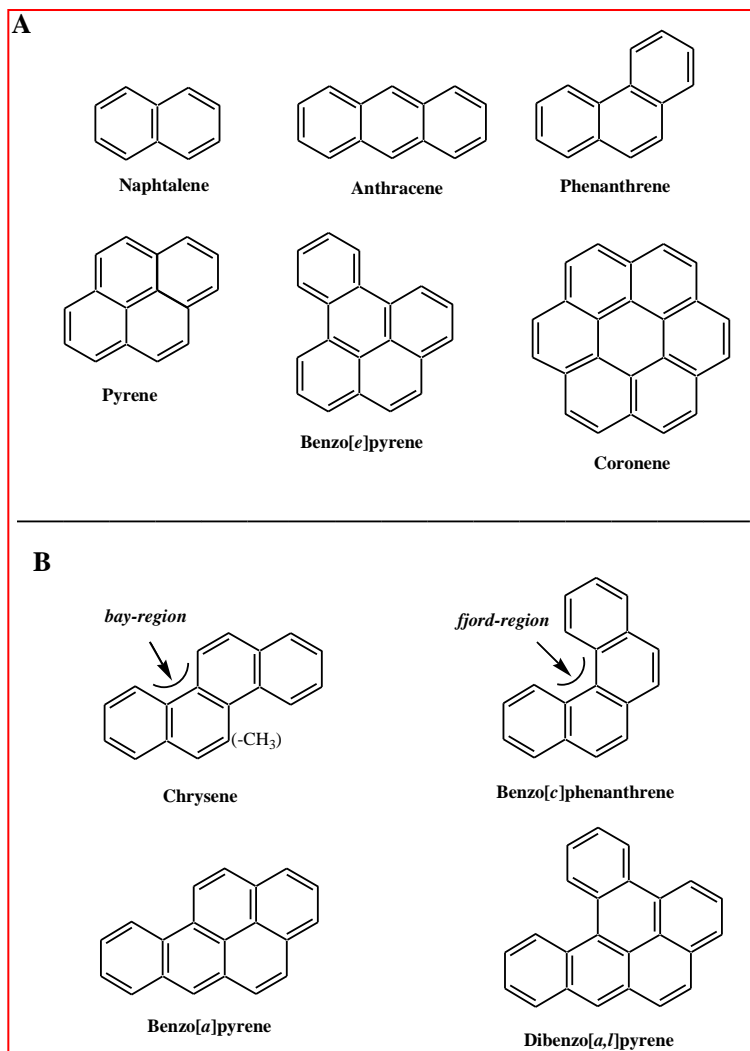 A
Naphtalene
Anthracene
Phenanthrene
Pyrene
Benzo[e]pyrene
Coronene
B
bay-region
fjord-region
(-CH3)
Chrysene
Benzo[c]phenanthrene
Benzo[a]pyrene
Dibenzo[a,l]pyrene